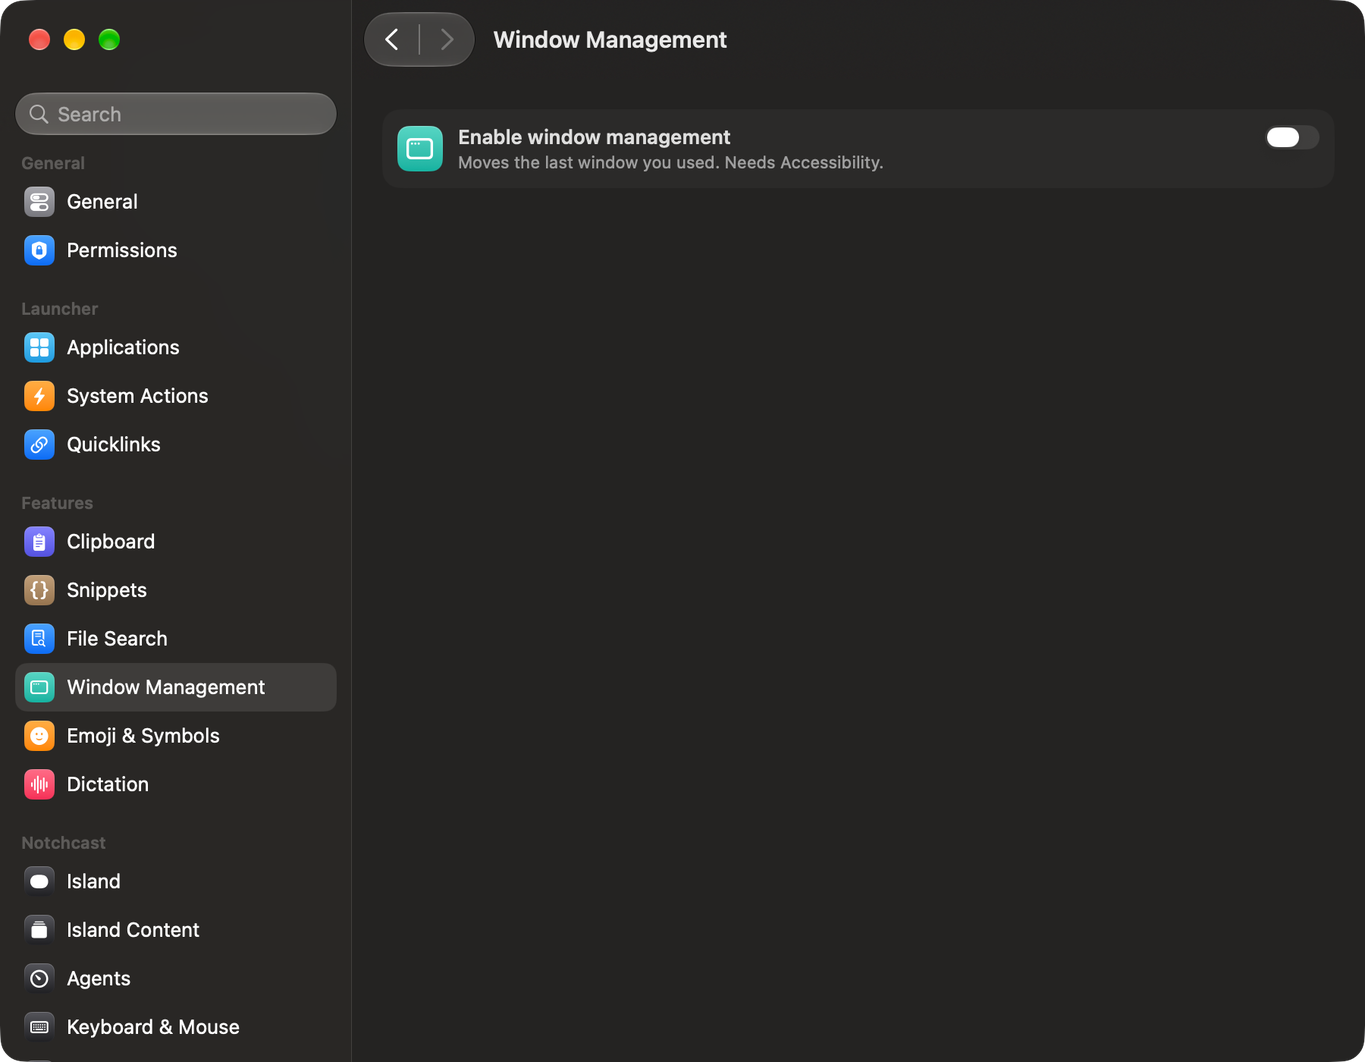 Window Management
Search
General
General
Permissions
Launcher
Applications
System Actions
Quicklinks
Features
Clipboard
Snippets
File Search
Window Management
Emoji & Symbols
Dictation
Notchcast
Island
Island Content
Agents
Keyboard & Mouse
Enable window management
Moves the last window you used. Needs Accessibility.